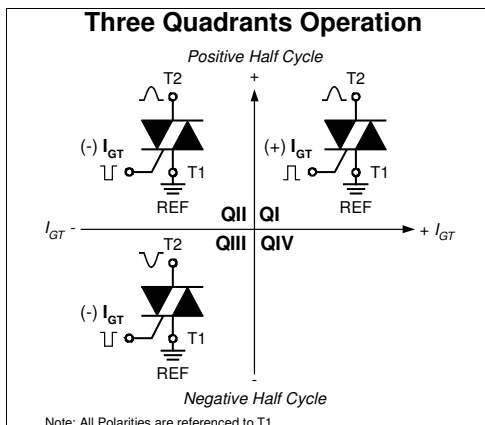 Three Quadrants Operation
Positive Half Cycle
+
T2
(-) IGT
T1
REF
T2
(+) IGT
T1
REF
QII QI
IGT -
+ IGT
QIII QIV
T2
(-) IGT
T1
REF
-
Negative Half Cycle
Note: All Polarities are referenced to T1